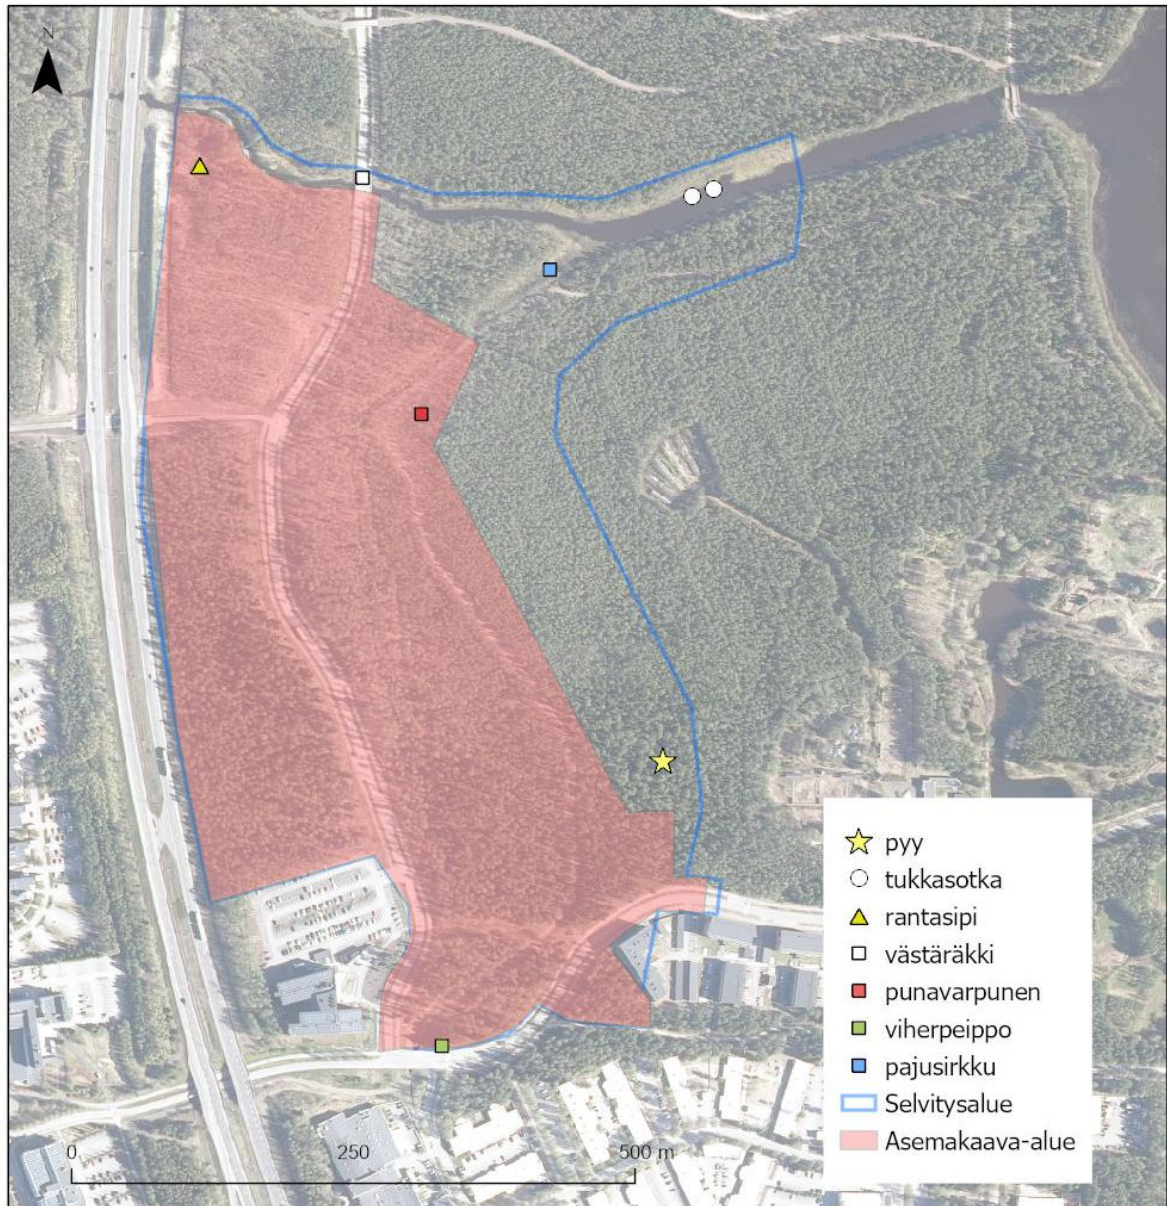 N
pyy
tukkasotka
rantasipi
västäräkki
punavarpunen
viherpeippo
pajusirkku
Selvitysalue
Asemakaava-alue
0 250 500 m